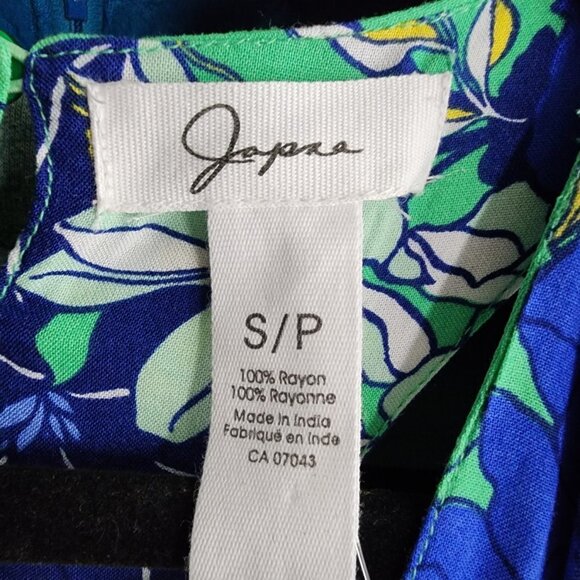 Japna
S/P
100% Rayon
100% Rayonne
Made in India
Fabriqué en Inde
CA 07043